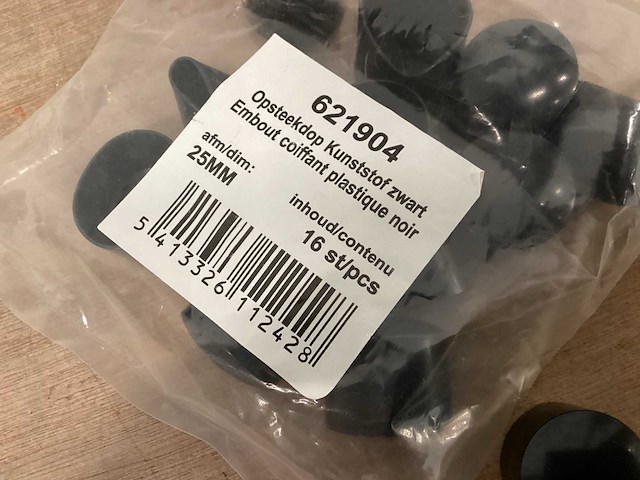 621904
Opsteekdop Kunststof zwart
Embout coiffant plastique noir
afm/dim:
25MM
inhoud/contenu
16 st/pcs
5 413326 112428